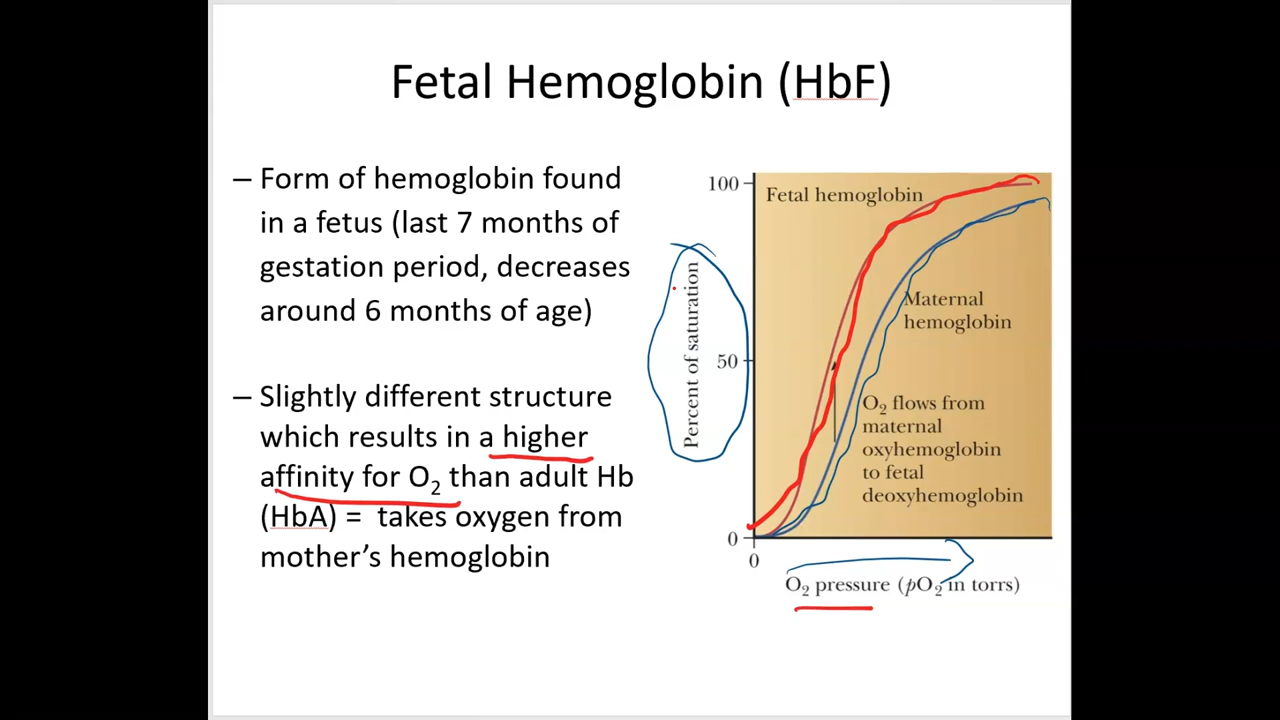 Fetal Hemoglobin (HbF)
– Form of hemoglobin found
in a fetus (last 7 months of
gestation period, decreases
around 6 months of age)
– Slightly different structure
which results in a higher
affinity for O₂ than adult Hb
(HbA) = takes oxygen from
mother’s hemoglobin
100
Fetal hemoglobin
Percent of saturation
Maternal
hemoglobin
50
O₂ flows from
maternal
oxyhemoglobin
to fetal
deoxyhemoglobin
0
0
O₂ pressure (pO₂ in torrs)